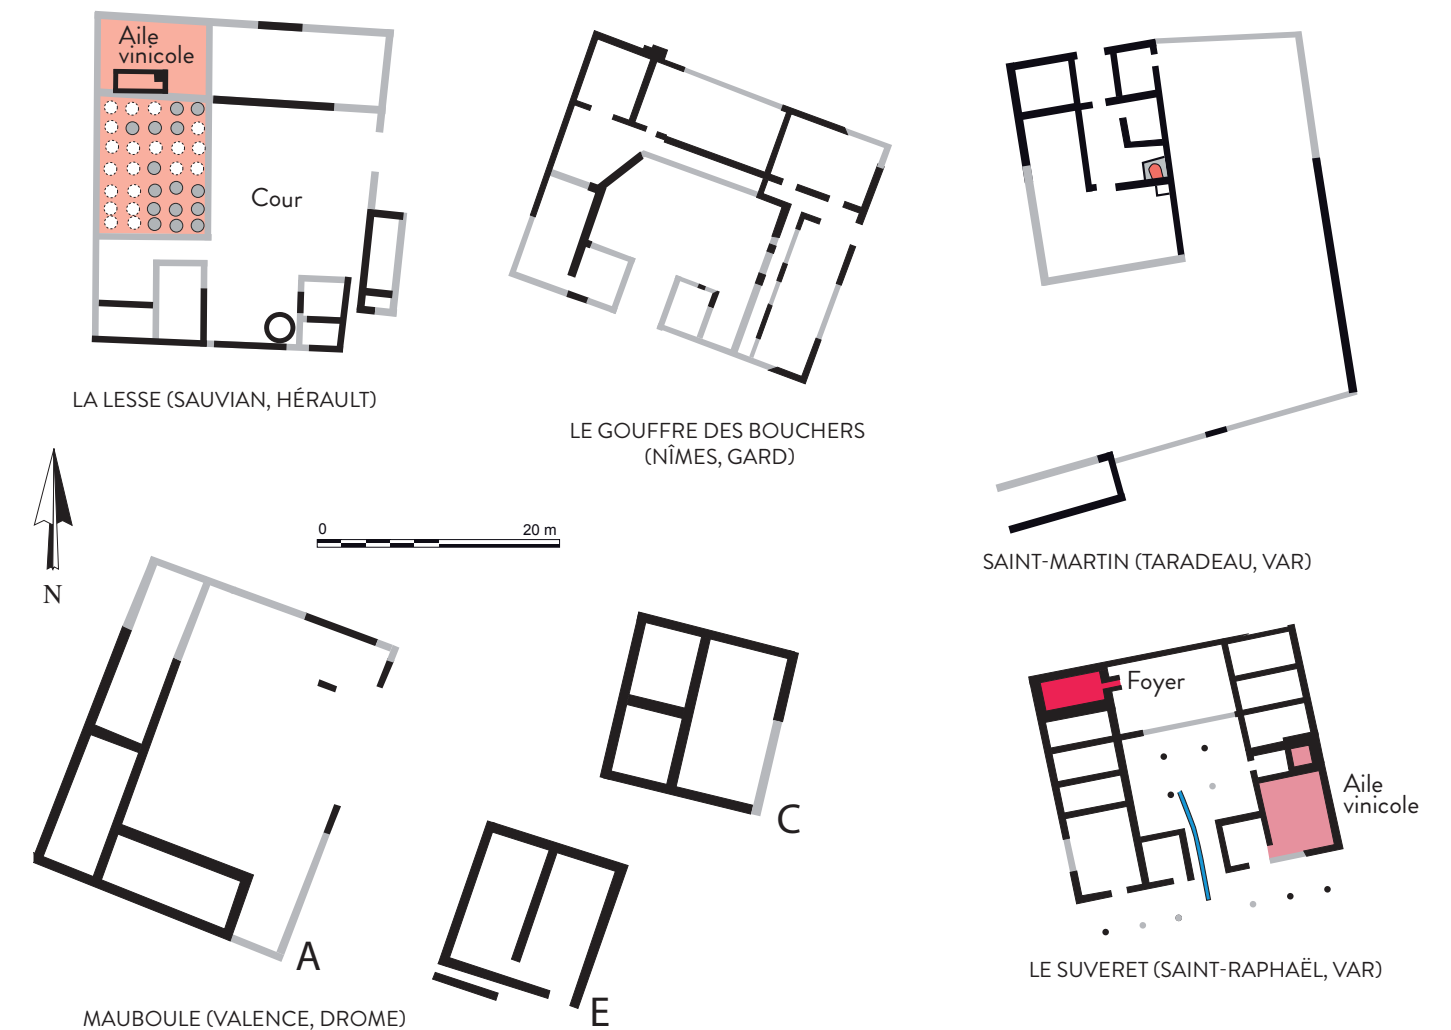 Aile
vinicole
Cour
LA LESSE (SAUVIAN, HÉRAULT)
LE GOUFFRE DES BOUCHERS
(NÎMES, GARD)
SAINT-MARTIN (TARADEAU, VAR)
N
0 20 m
A
C
E
MAUBOULE (VALENCE, DROME)
Foyer
Aile
vinicole
LE SUVERET (SAINT-RAPHAËL, VAR)